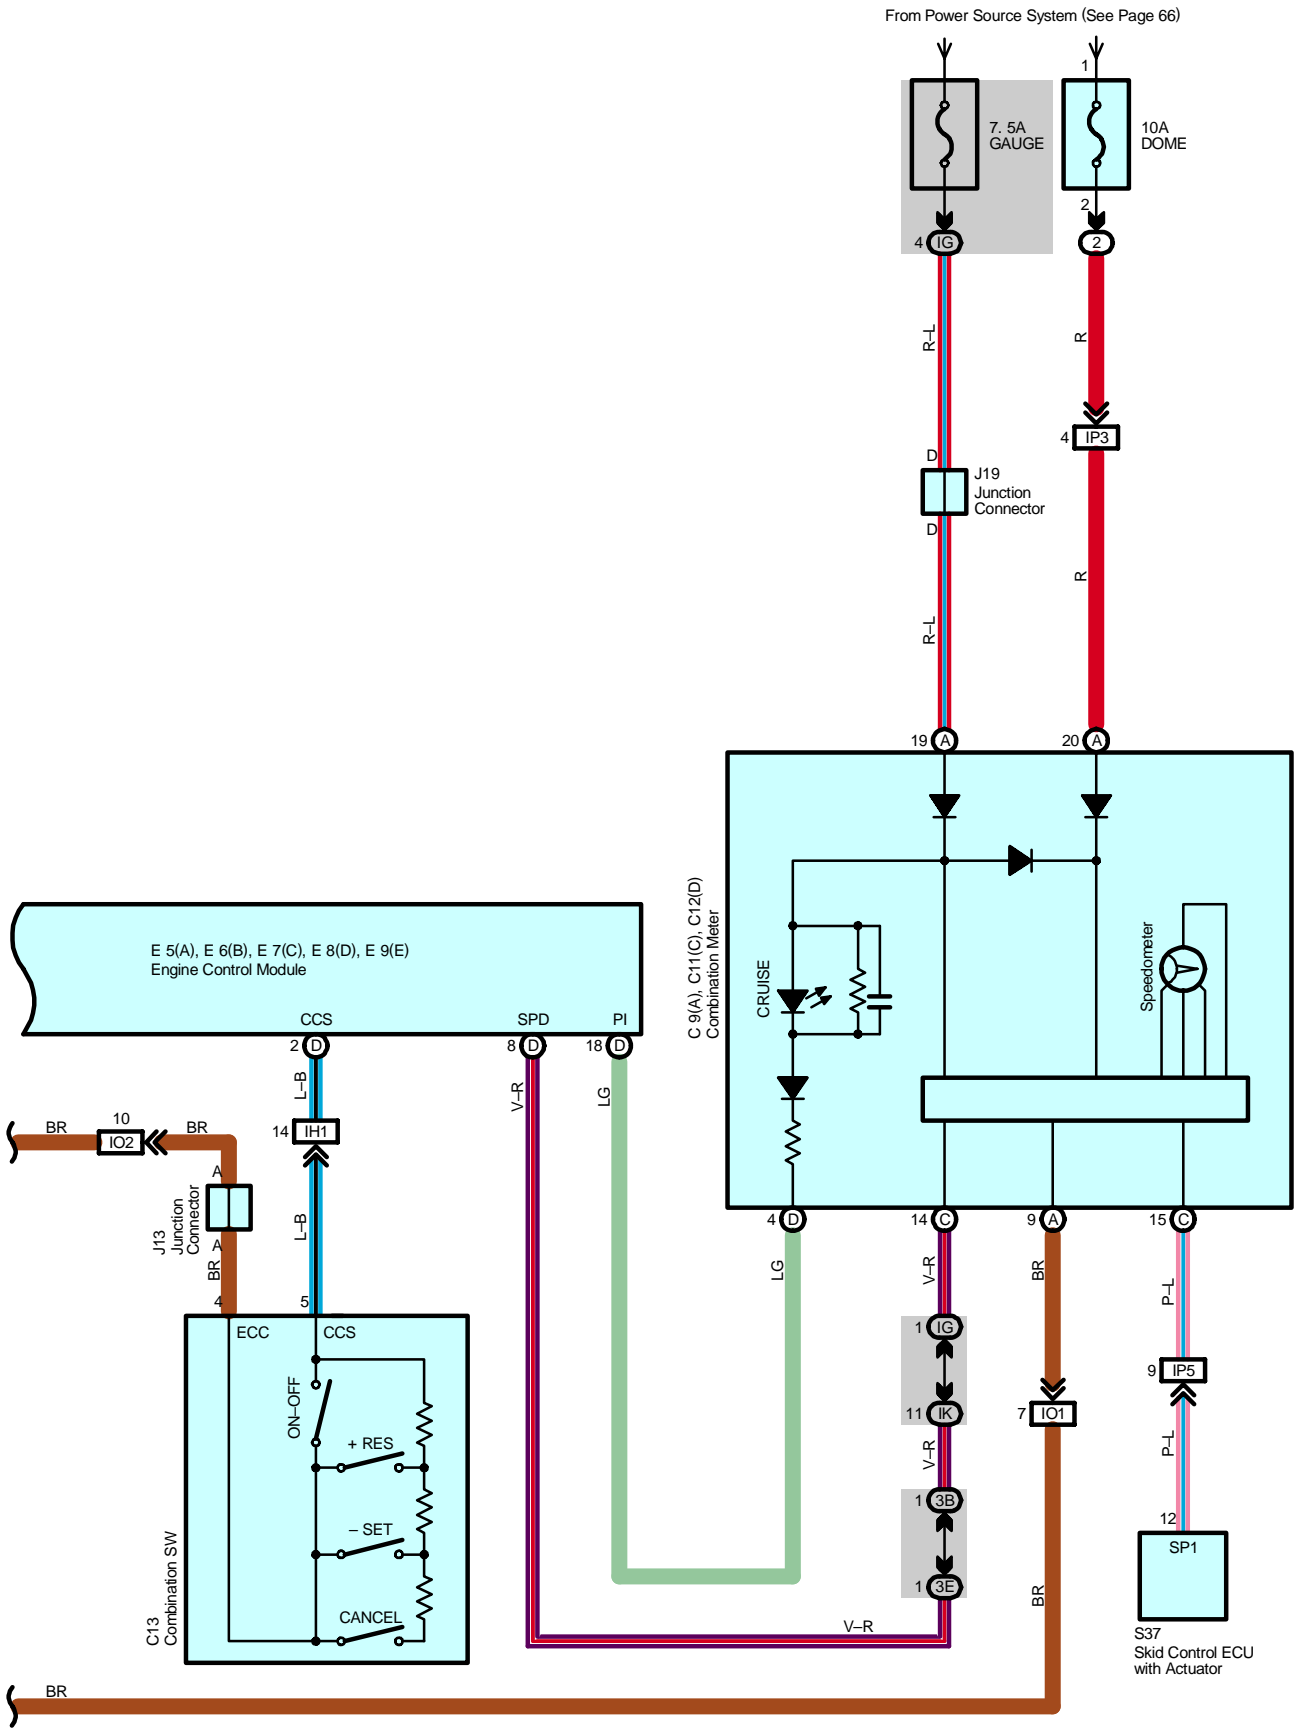 From Power Source System (See Page 66)
1
7. 5A
GAUGE
10A
DOME
2
4
IG
2
R–L
R
4
IP3
D
J19
Junction
Connector
D
R
R–L
19
A
20
A
C 9(A), C11(C), C12(D)
Combination Meter
CRUISE
Speedometer
E 5(A), E 6(B), E 7(C), E 8(D), E 9(E)
Engine Control Module
CCS
SPD
PI
2
D
8
D
18
D
L–B
V–R
LG
BR
10
IO2
BR
14
IH1
A
J13
Junction
Connector
A
BR
L–B
4
D
14
C
9
A
15
C
LG
V–R
BR
P–L
4
5
ECC
CCS
1
IG
ON–OFF
9
IP5
11
IK
7
IO1
+ RES
V–R
P–L
1
3B
12
– SET
SP1
C13
Combination SW
1
3E
BR
CANCEL
V–R
S37
Skid Control ECU
with Actuator
BR